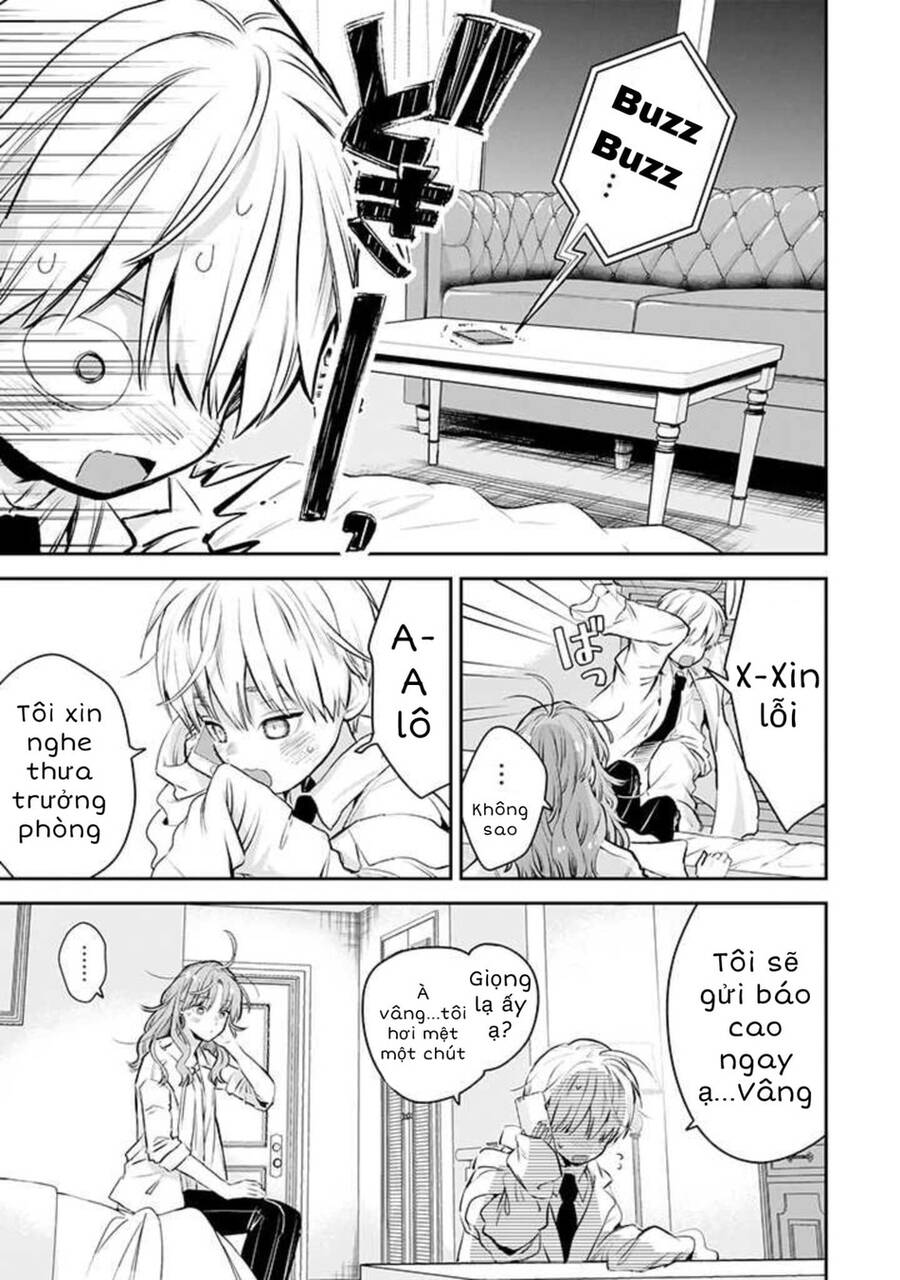 Buzz
Buzz
...
X-Xin
lỗi
...
Không
sao
A-
A
lô
Tôi xin
nghe
thưa
trưởng
phòng
Tôi sẽ
gửi báo
cao
ngay
ạ...Vâng
Giọng
lạ ấy
ạ?
À
vâng...tôi
hơi mệt
một chút
......